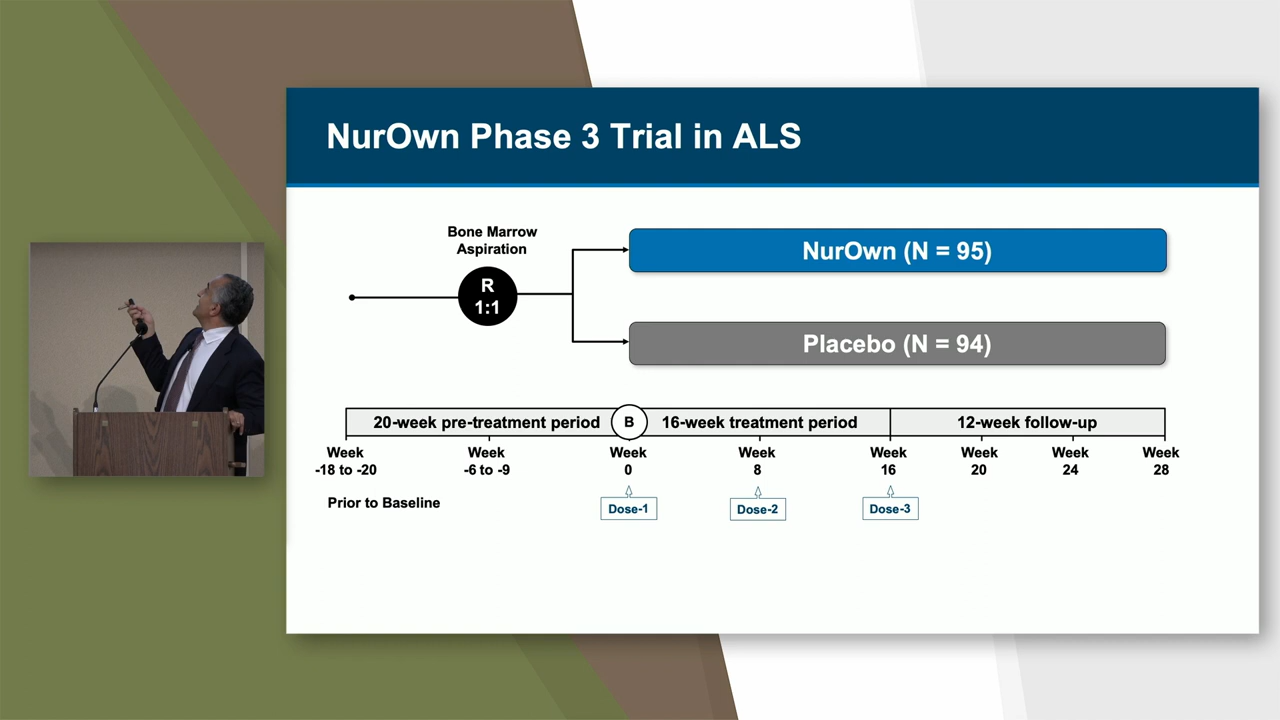 NurOwn Phase 3 Trial in ALS
Bone Marrow
Aspiration
R
1:1
NurOwn (N = 95)
Placebo (N = 94)
20-week pre-treatment period
B
16-week treatment period
12-week follow-up
Week
-18 to -20
Week
-6 to -9
Week
0
Week
8
Week
16
Week
20
Week
24
Week
28
Prior to Baseline
Dose-1
Dose-2
Dose-3